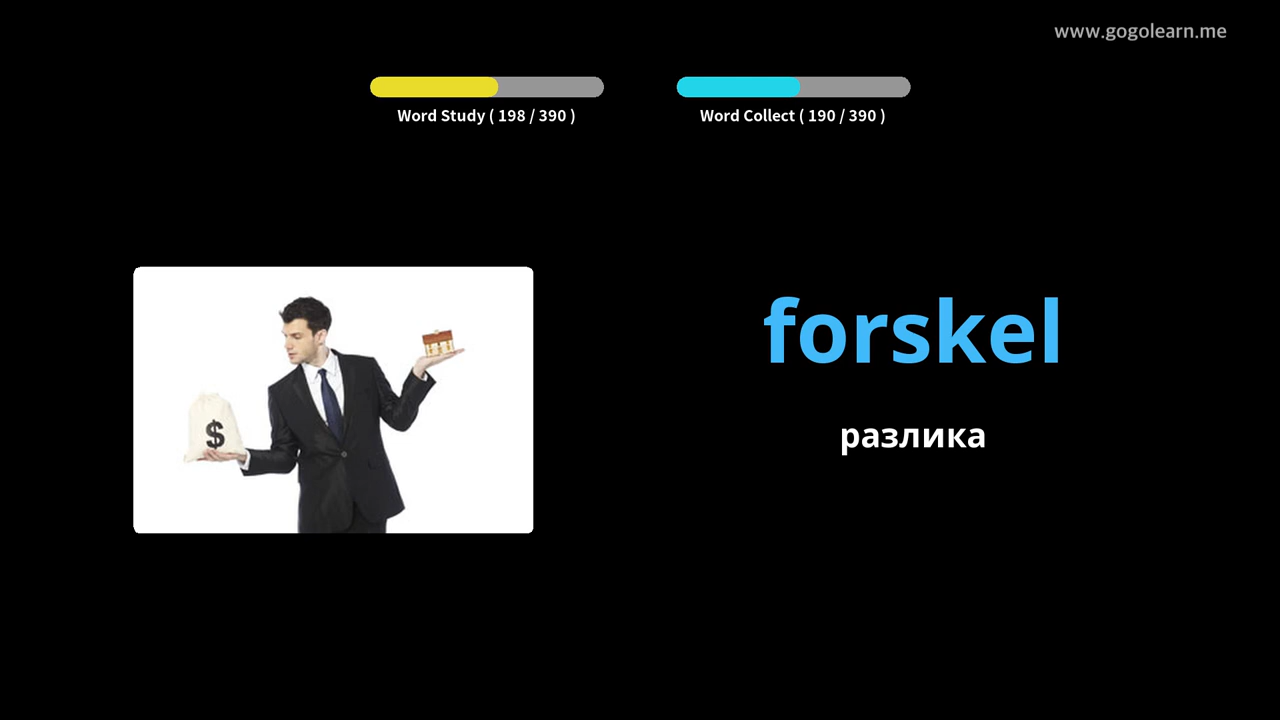 www.gogolearn.me
Word Study ( 198 / 390 )
Word Collect ( 190 / 390 )
forskel
разлика
$